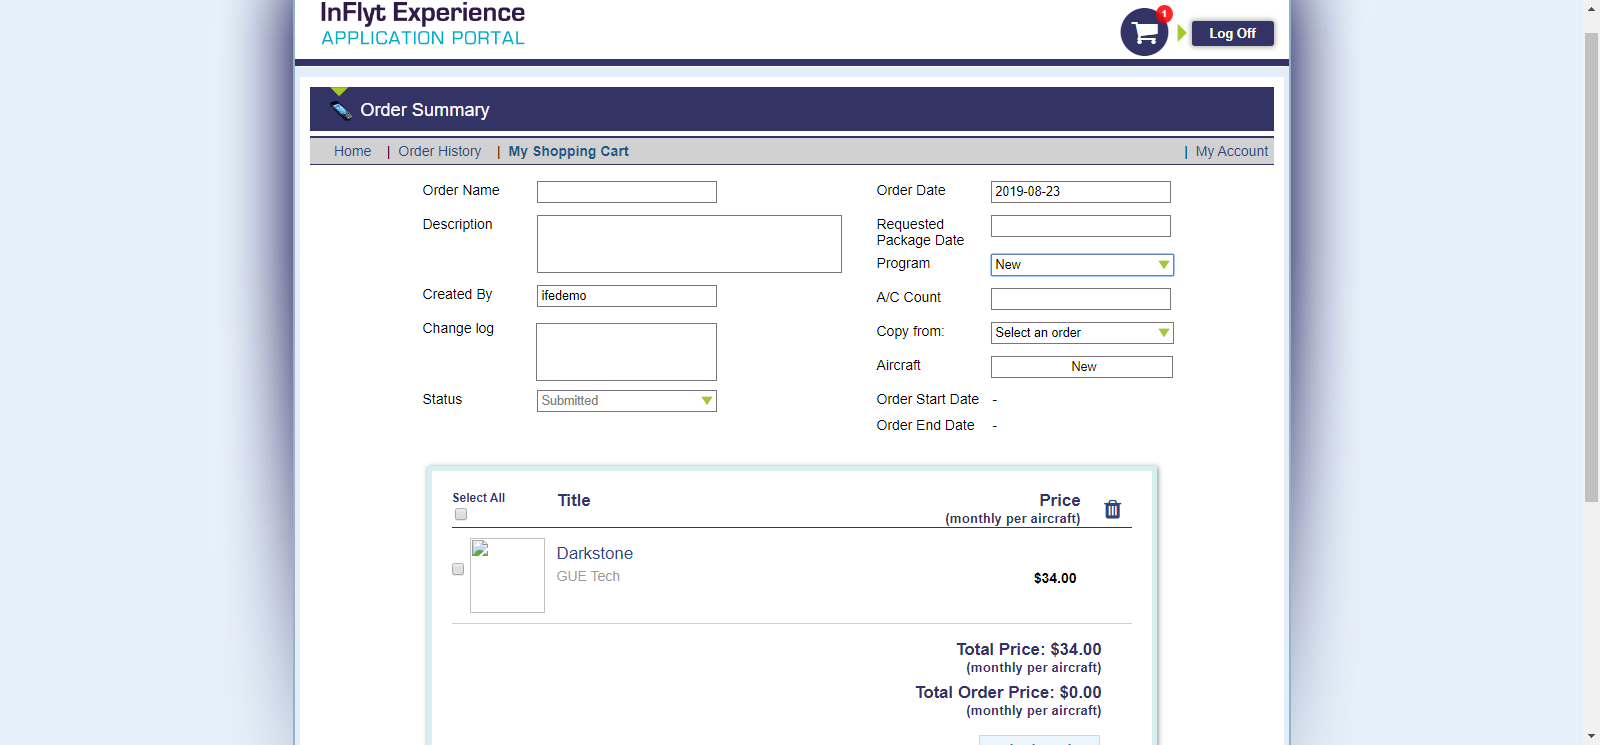 InFlyt Experience
APPLICATION PORTAL
1
Log Off
Order Summary
Home | Order History | My Shopping Cart | My Account
Order Name
Order Date 2019-08-23
Description
Requested
Package Date
Program New
Created By ifedemo
A/C Count
Change log
Copy from: Select an order
Aircraft New
Status Submitted
Order Start Date -
Order End Date -
Select All
Title
Price
(monthly per aircraft)
Darkstone
GUE Tech
$34.00
Total Price: $34.00
(monthly per aircraft)
Total Order Price: $0.00
(monthly per aircraft)